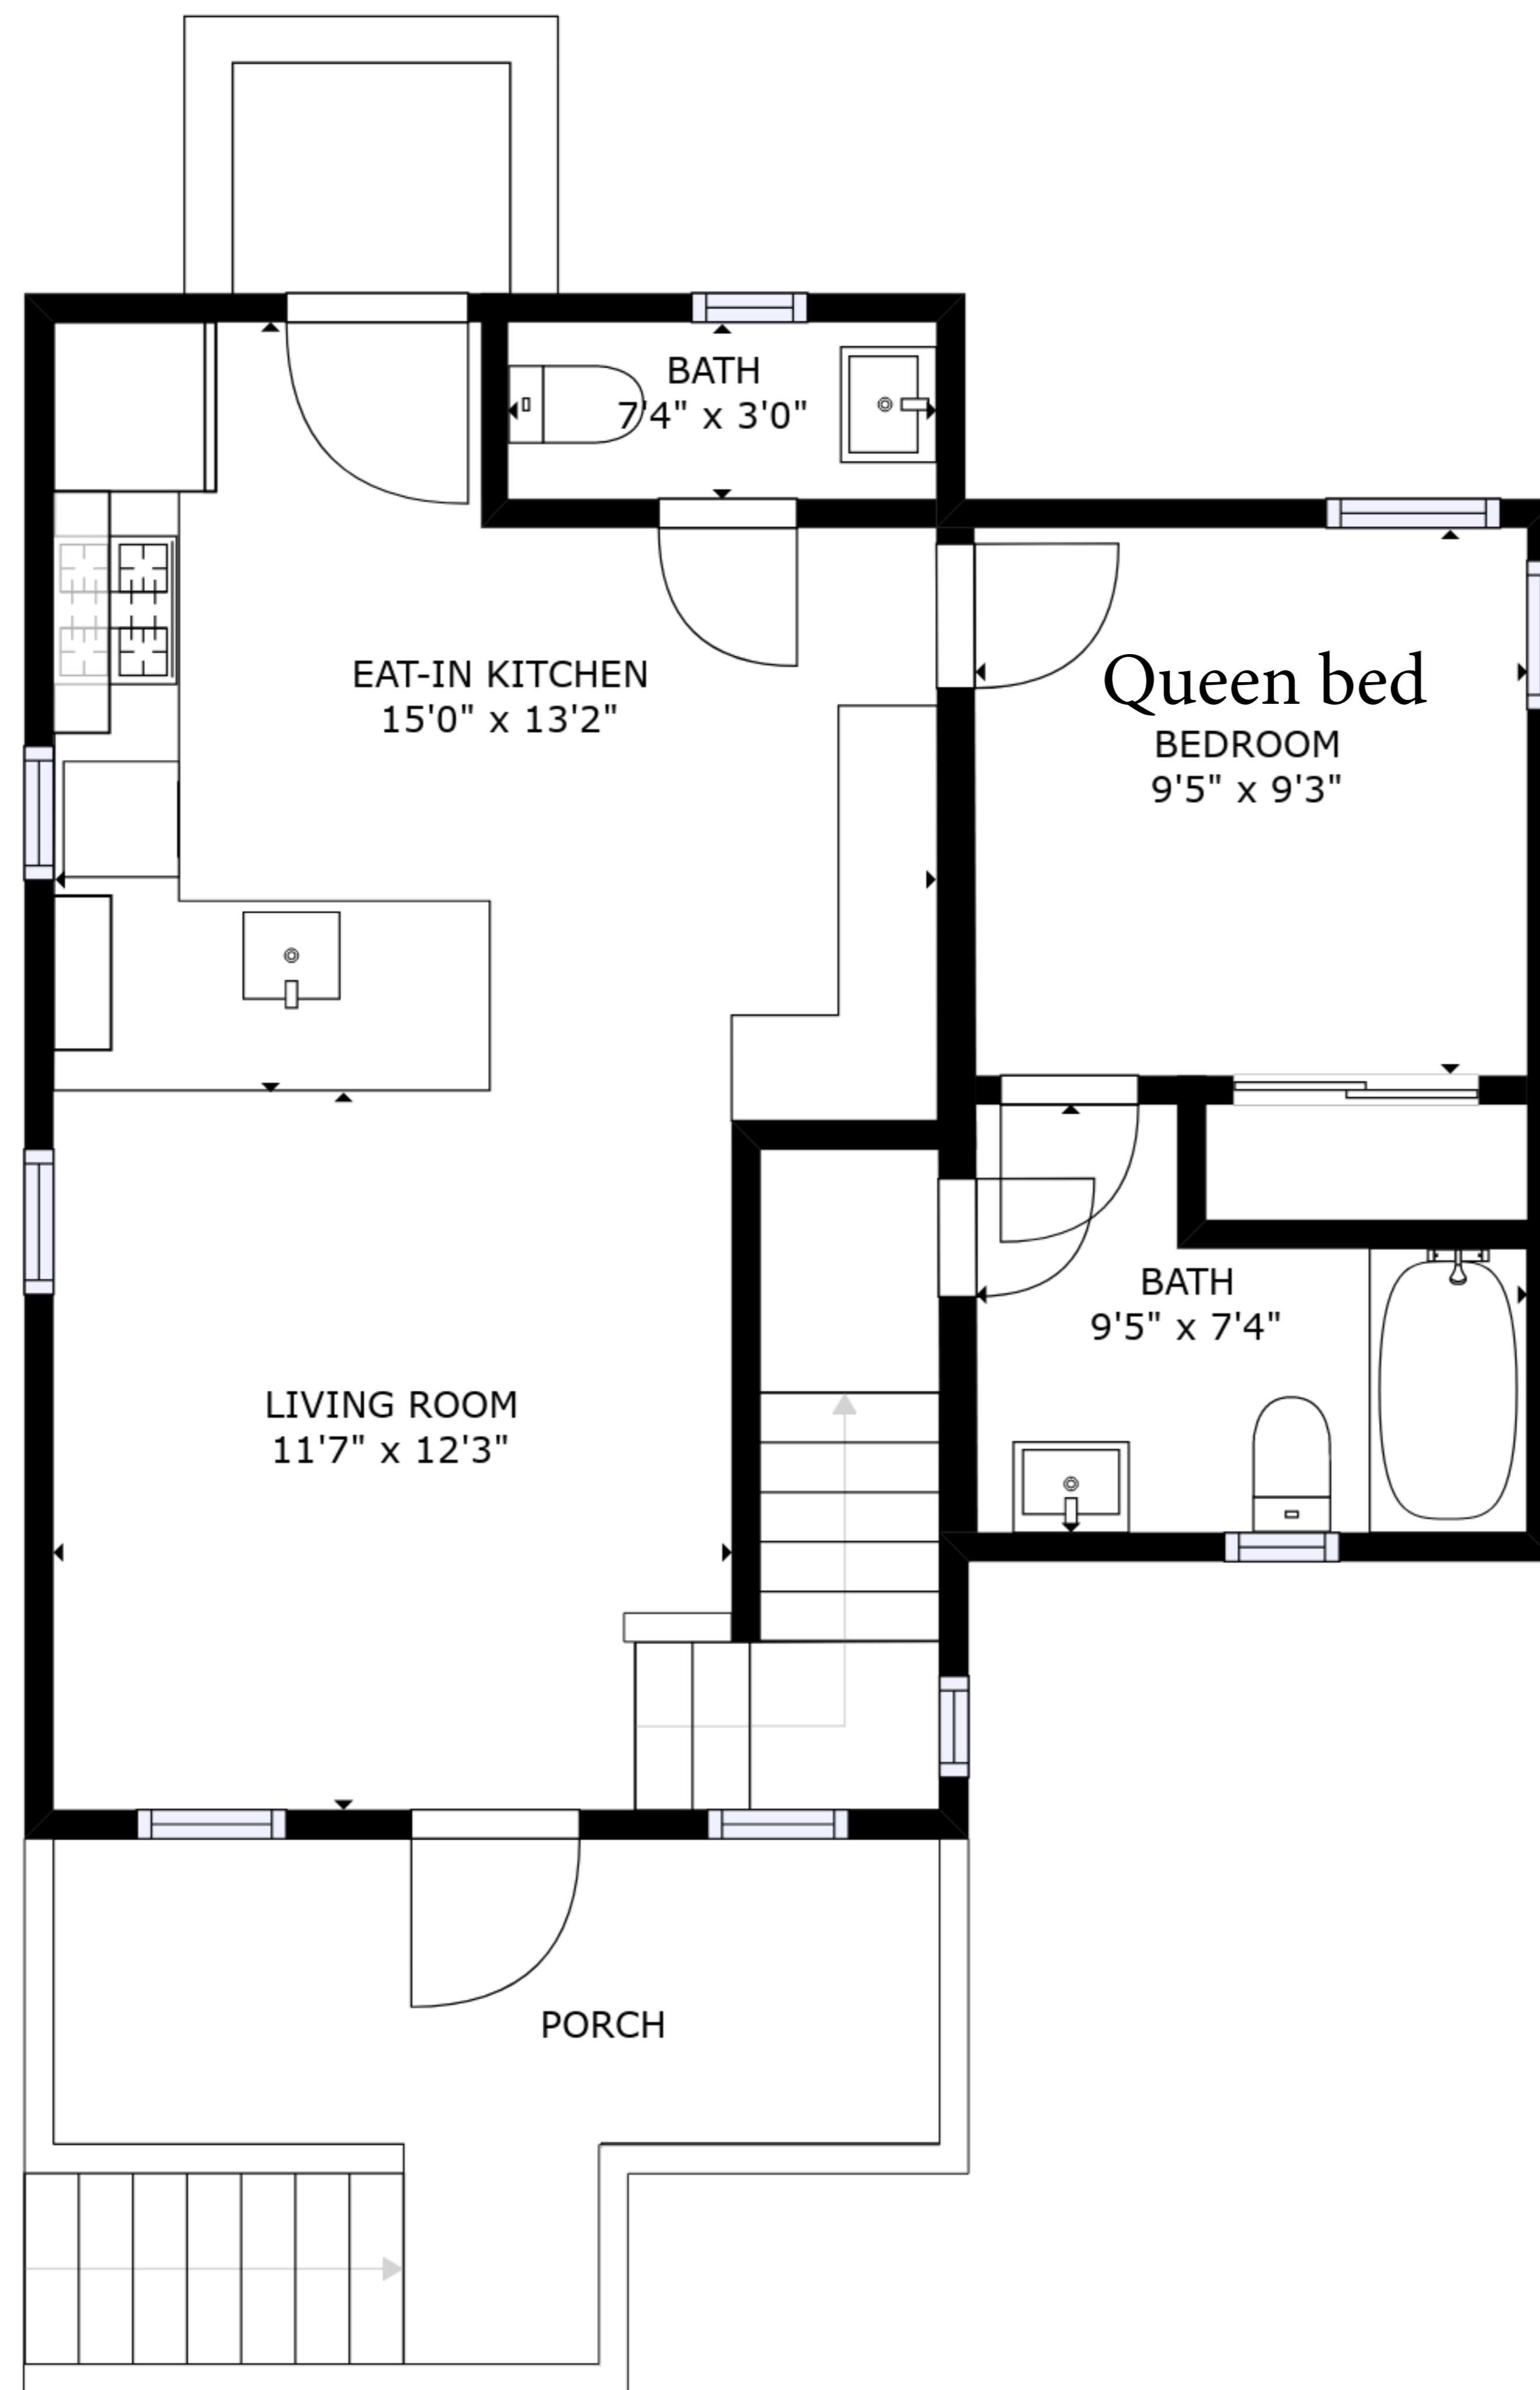 BATH
7'4" x 3'0"
EAT-IN KITCHEN
15'0" x 13'2"
Queen bed
BEDROOM
9'5" x 9'3"
BATH
9'5" x 7'4"
LIVING ROOM
11'7" x 12'3"
PORCH